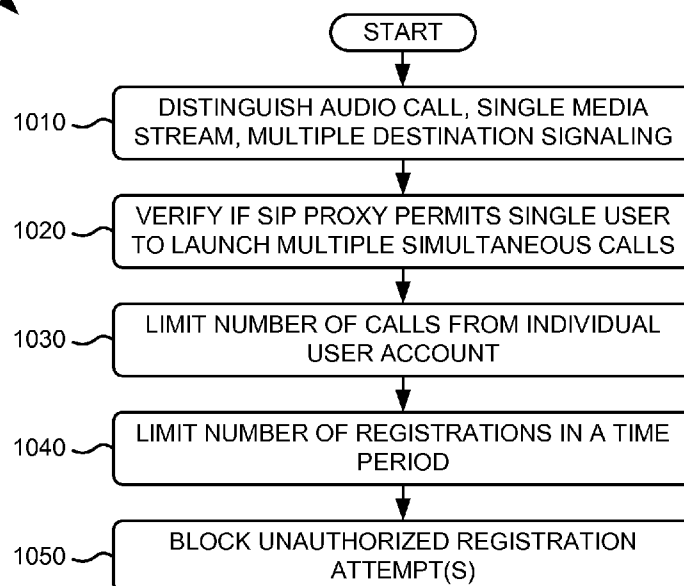 START
1010
DISTINGUISH AUDIO CALL, SINGLE MEDIA
STREAM, MULTIPLE DESTINATION SIGNALING
1020
VERIFY IF SIP PROXY PERMITS SINGLE USER
TO LAUNCH MULTIPLE SIMULTANEOUS CALLS
1030
LIMIT NUMBER OF CALLS FROM INDIVIDUAL
USER ACCOUNT
1040
LIMIT NUMBER OF REGISTRATIONS IN A TIME
PERIOD
1050
BLOCK UNAUTHORIZED REGISTRATION
ATTEMPT(S)